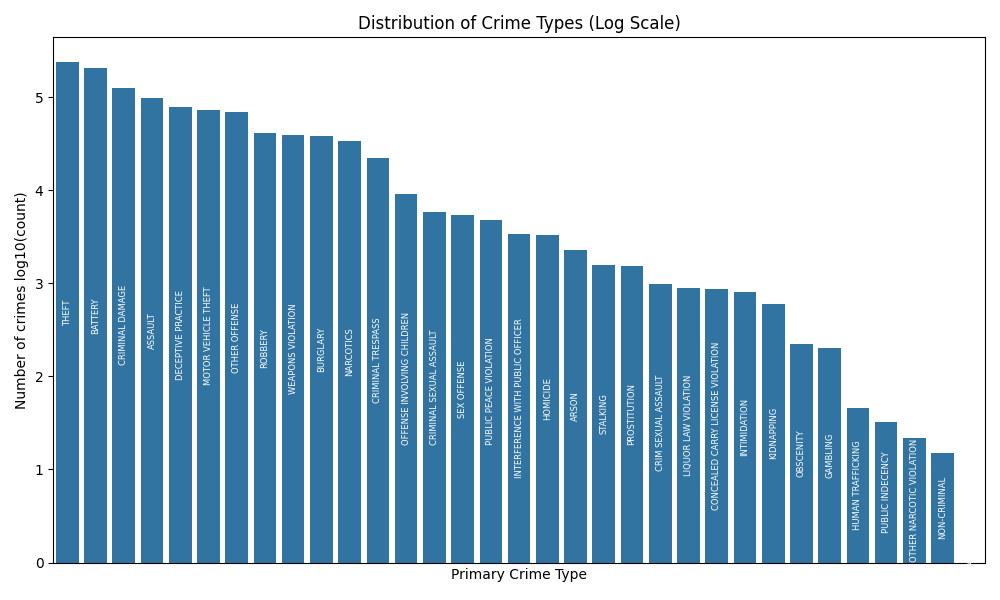 Distribution of Crime Types (Log Scale)
Number of crimes log10(count)
5
4
3
2
1
0
THEFT
BATTERY
CRIMINAL DAMAGE
ASSAULT
DECEPTIVE PRACTICE
MOTOR VEHICLE THEFT
OTHER OFFENSE
ROBBERY
WEAPONS VIOLATION
BURGLARY
NARCOTICS
CRIMINAL TRESPASS
OFFENSE INVOLVING CHILDREN
CRIMINAL SEXUAL ASSAULT
SEX OFFENSE
PUBLIC PEACE VIOLATION
INTERFERENCE WITH PUBLIC OFFICER
HOMICIDE
ARSON
STALKING
PROSTITUTION
CRIM SEXUAL ASSAULT
LIQUOR LAW VIOLATION
CONCEALED CARRY LICENSE VIOLATION
INTIMIDATION
KIDNAPPING
OBSCENITY
GAMBLING
HUMAN TRAFFICKING
PUBLIC INDECENCY
OTHER NARCOTIC VIOLATION
NON-CRIMINAL
Primary Crime Type